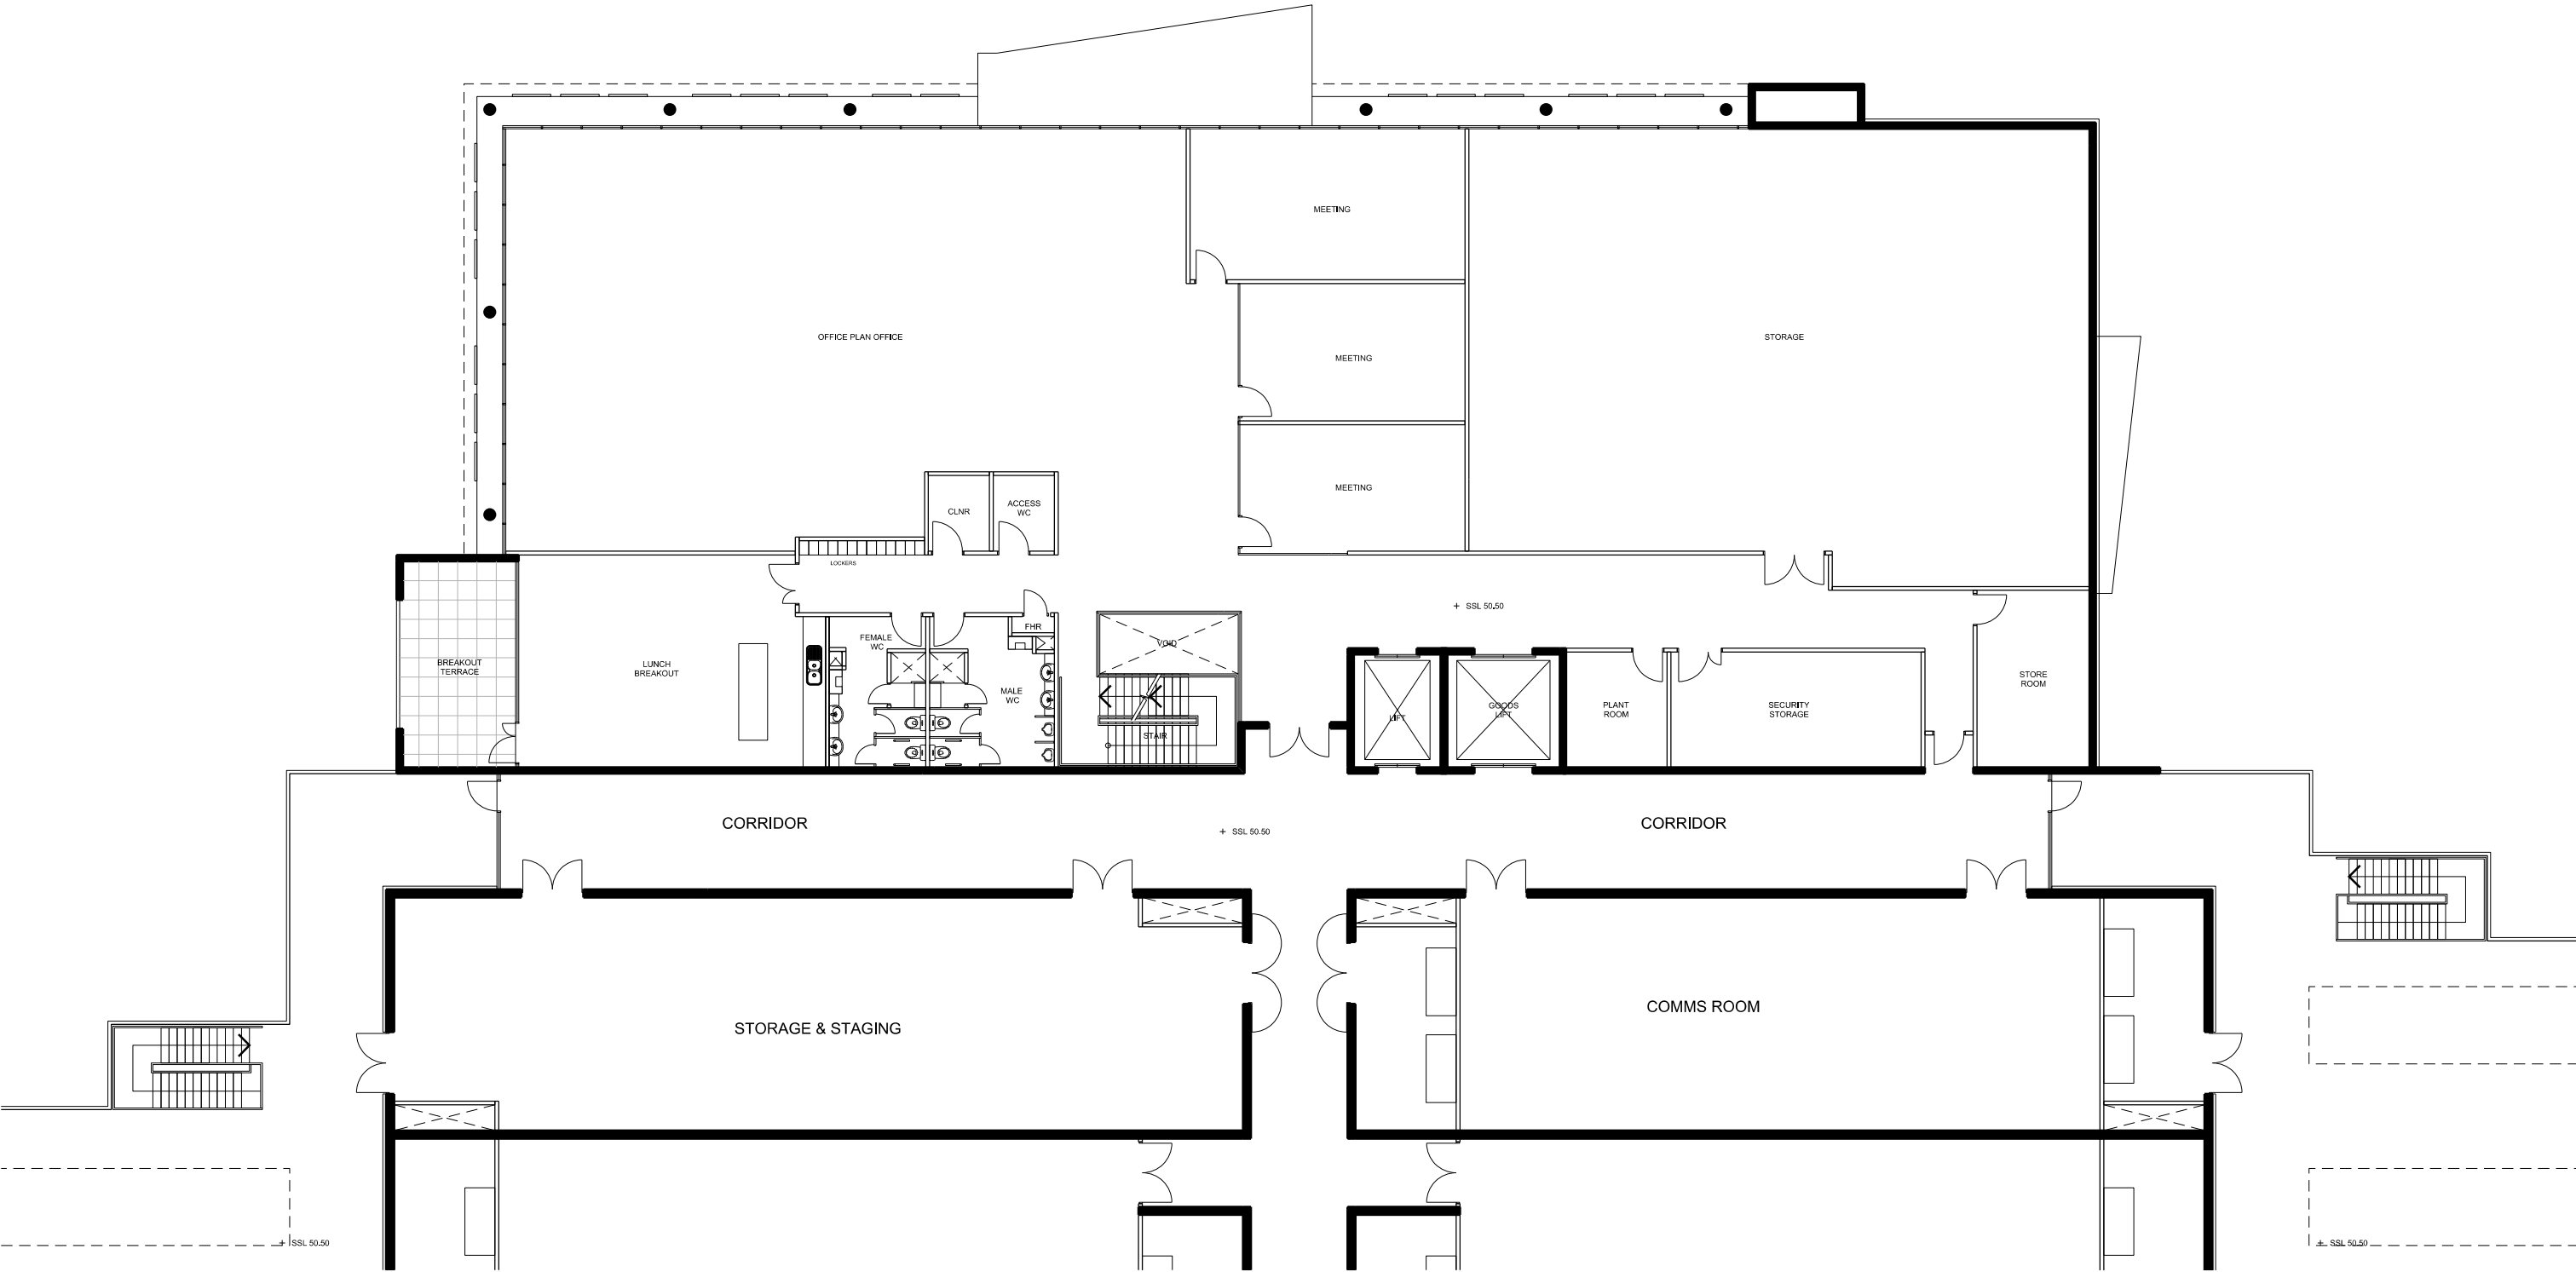 MEETING
OFFICE PLAN OFFICE
STORAGE
MEETING
MEETING
CLNR
ACCESS
WC
LOCKERS
+ SSL 50.50
FHR
FEMALE
WC
VOID
BREAKOUT
TERRACE
LUNCH
BREAKOUT
MALE
WC
STORE
ROOM
GOODS
LIFT
LIFT
PLANT
ROOM
SECURITY
STORAGE
STAIR
CORRIDOR
+ SSL 50.50
CORRIDOR
STORAGE & STAGING
COMMS ROOM
+ SSL 50.50
+ SSL 50.50